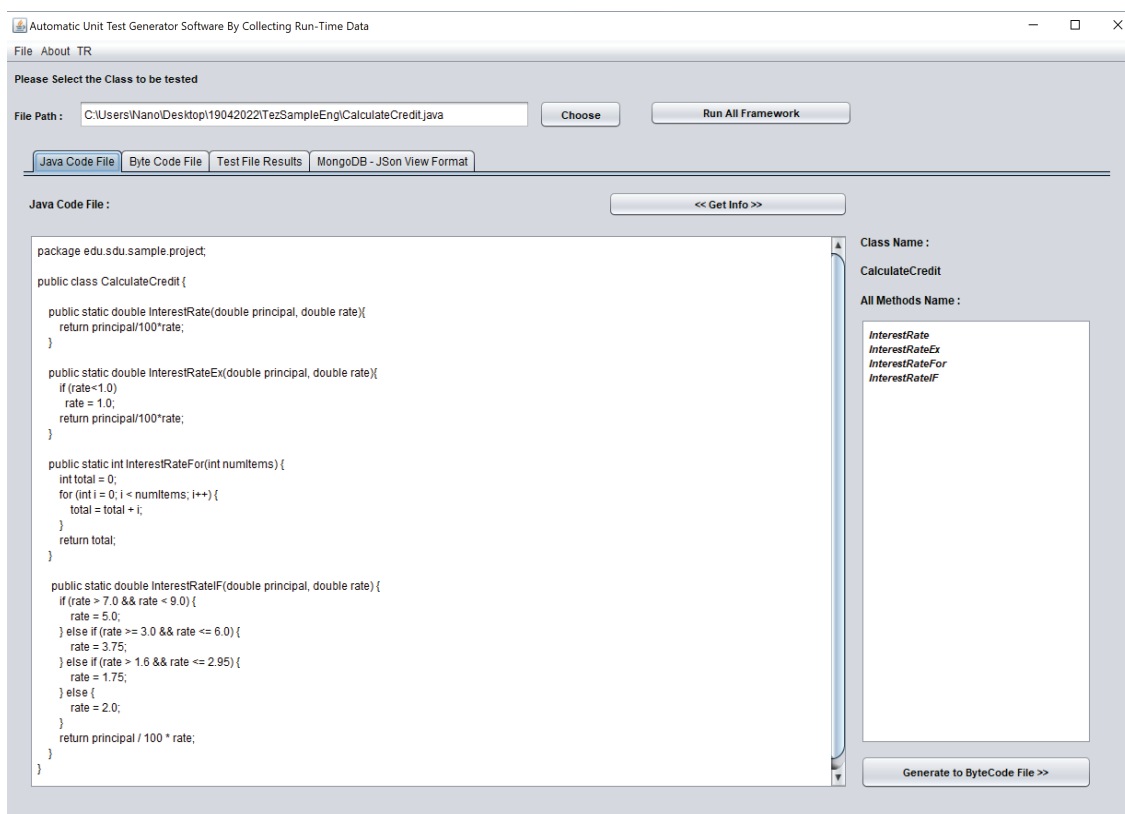 Automatic Unit Test Generator Software By Collecting Run-Time Data
File About TR
Please Select the Class to be tested
File Path : C:\Users\Nano\Desktop\19042022\TezSampleEng\CalculateCredit.java Choose Run All Framework
Java Code File Byte Code File Test File Results MongoDB - JSon View Format
Java Code File : << Get Info >>
package edu.sdu.sample.project;
public class CalculateCredit {
public static double InterestRate(double principal, double rate){
return principal/100*rate;
}
public static double InterestRateEx(double principal, double rate){
if (rate<1.0)
rate = 1.0;
return principal/100*rate;
}
public static int InterestRateFor(int numItems) {
int total = 0;
for (int i = 0; i < numItems; i++) {
total = total + i;
}
return total;
}
public static double InterestRateIF(double principal, double rate) {
if (rate > 7.0 && rate < 9.0) {
rate = 5.0;
} else if (rate >= 3.0 && rate <= 6.0) {
rate = 3.75;
} else if (rate > 1.6 && rate <= 2.95) {
rate = 1.75;
} else {
rate = 2.0;
}
return principal / 100 * rate;
}
}
Class Name :
CalculateCredit
All Methods Name :
InterestRate
InterestRateEx
InterestRateFor
InterestRateIF
Generate to ByteCode File >>